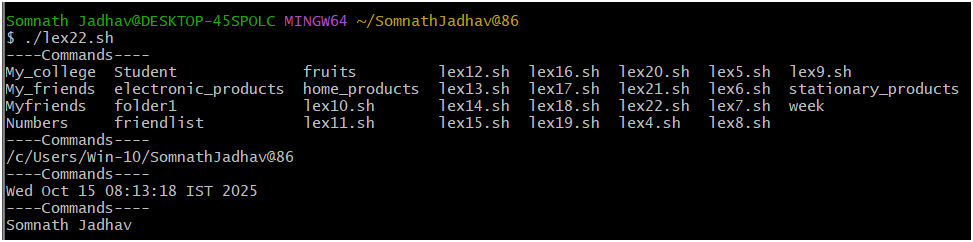 Somnath Jadhav@DESKTOP-45SPOLC MINGW64 ~/SomnathJadhav@86
$ ./lex22.sh
----Commands----
My_college Student fruits lex12.sh lex16.sh lex20.sh lex5.sh lex9.sh
My_friends electronic_products home_products lex13.sh lex17.sh lex21.sh lex6.sh stationary_products
Myfriends folder1 lex10.sh lex14.sh lex18.sh lex22.sh lex7.sh week
Numbers friendlist lex11.sh lex15.sh lex19.sh lex4.sh lex8.sh
----Commands----
/c/Users/Win-10/SomnathJadhav@86
----Commands----
Wed Oct 15 08:13:18 IST 2025
----Commands----
Somnath Jadhav